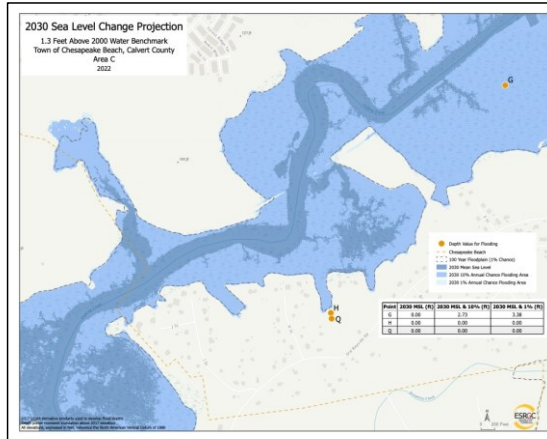 2030 Sea Level Change Projection
1.3 Feet Above 2000 Water Benchmark
Town of Chesapeake Beach, Calvert County
Area C
2022
G
H
Q
Depth Value for Flooding
Chesapeake Beach
100 Year Floodplain (1% Chance)
2030 Mean Sea Level
2030 10% Annual Chance Flooding Area
2030 1% Annual Chance Flooding Area
Point 2030 MSL (ft) 2030 MSL & 10% (ft) 2030 MSL & 1% (ft)
G 0.00 2.73 3.38
H 0.00 0.00 0.00
Q 0.00 0.00 0.00
ESRGC